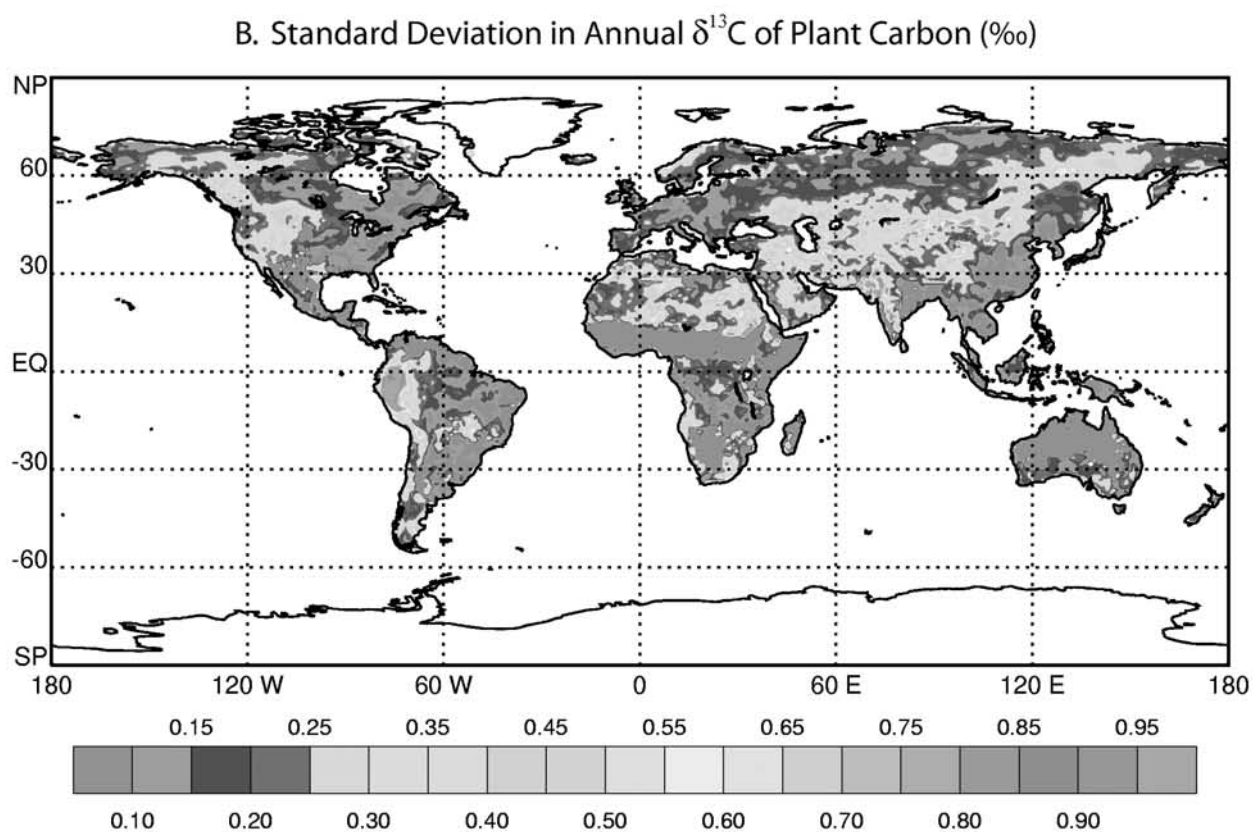 B. Standard Deviation in Annual δ¹³C of Plant Carbon (‰)
NP
60
30
EQ
-30
-60
SP
180 120 W 60 W 0 60 E 120 E 180
0.15 0.25 0.35 0.45 0.55 0.65 0.75 0.85 0.95
0.10 0.20 0.30 0.40 0.50 0.60 0.70 0.80 0.90